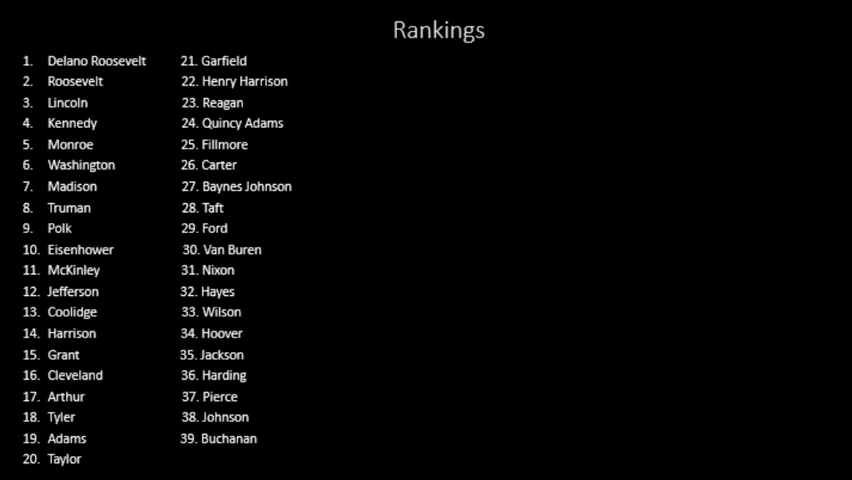 Rankings
1. Delano Roosevelt
2. Roosevelt
3. Lincoln
4. Kennedy
5. Monroe
6. Washington
7. Madison
8. Truman
9. Polk
10. Eisenhower
11. McKinley
12. Jefferson
13. Coolidge
14. Harrison
15. Grant
16. Cleveland
17. Arthur
18. Tyler
19. Adams
20. Taylor
21. Garfield
22. Henry Harrison
23. Reagan
24. Quincy Adams
25. Fillmore
26. Carter
27. Baynes Johnson
28. Taft
29. Ford
30. Van Buren
31. Nixon
32. Hayes
33. Wilson
34. Hoover
35. Jackson
36. Harding
37. Pierce
38. Johnson
39. Buchanan